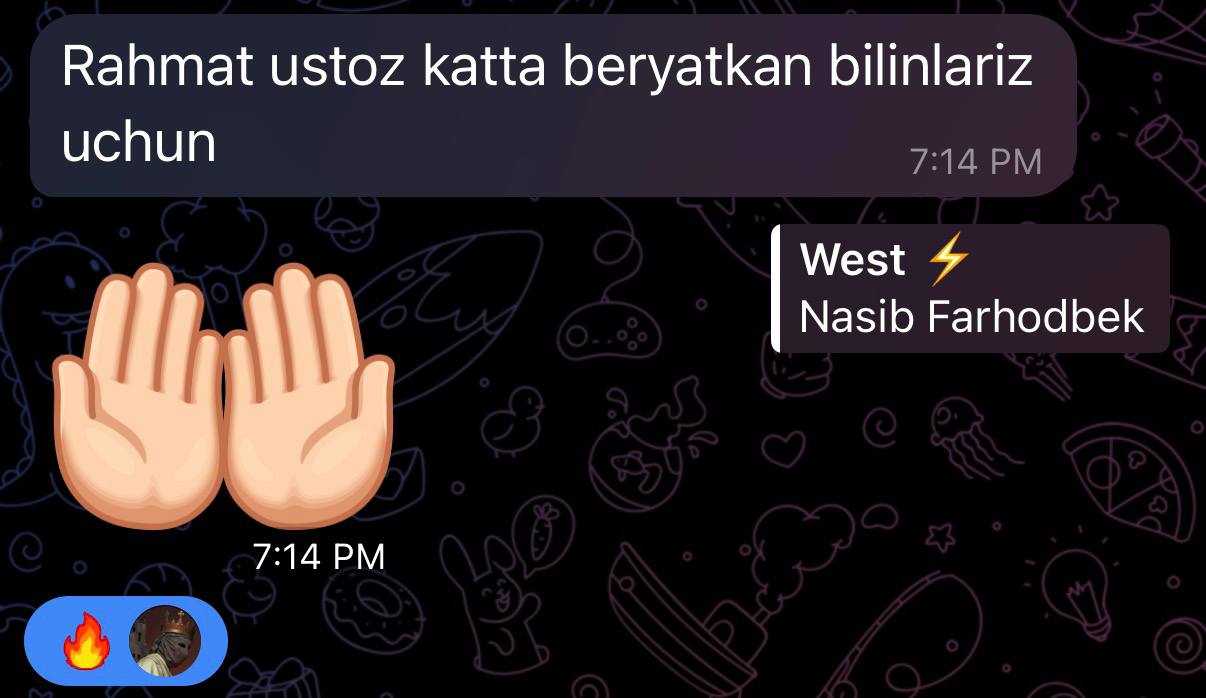 Rahmat ustoz katta beryatkan bilinlariz
uchun
7:14 PM
West ⚡
Nasib Farhodbek
7:14 PM